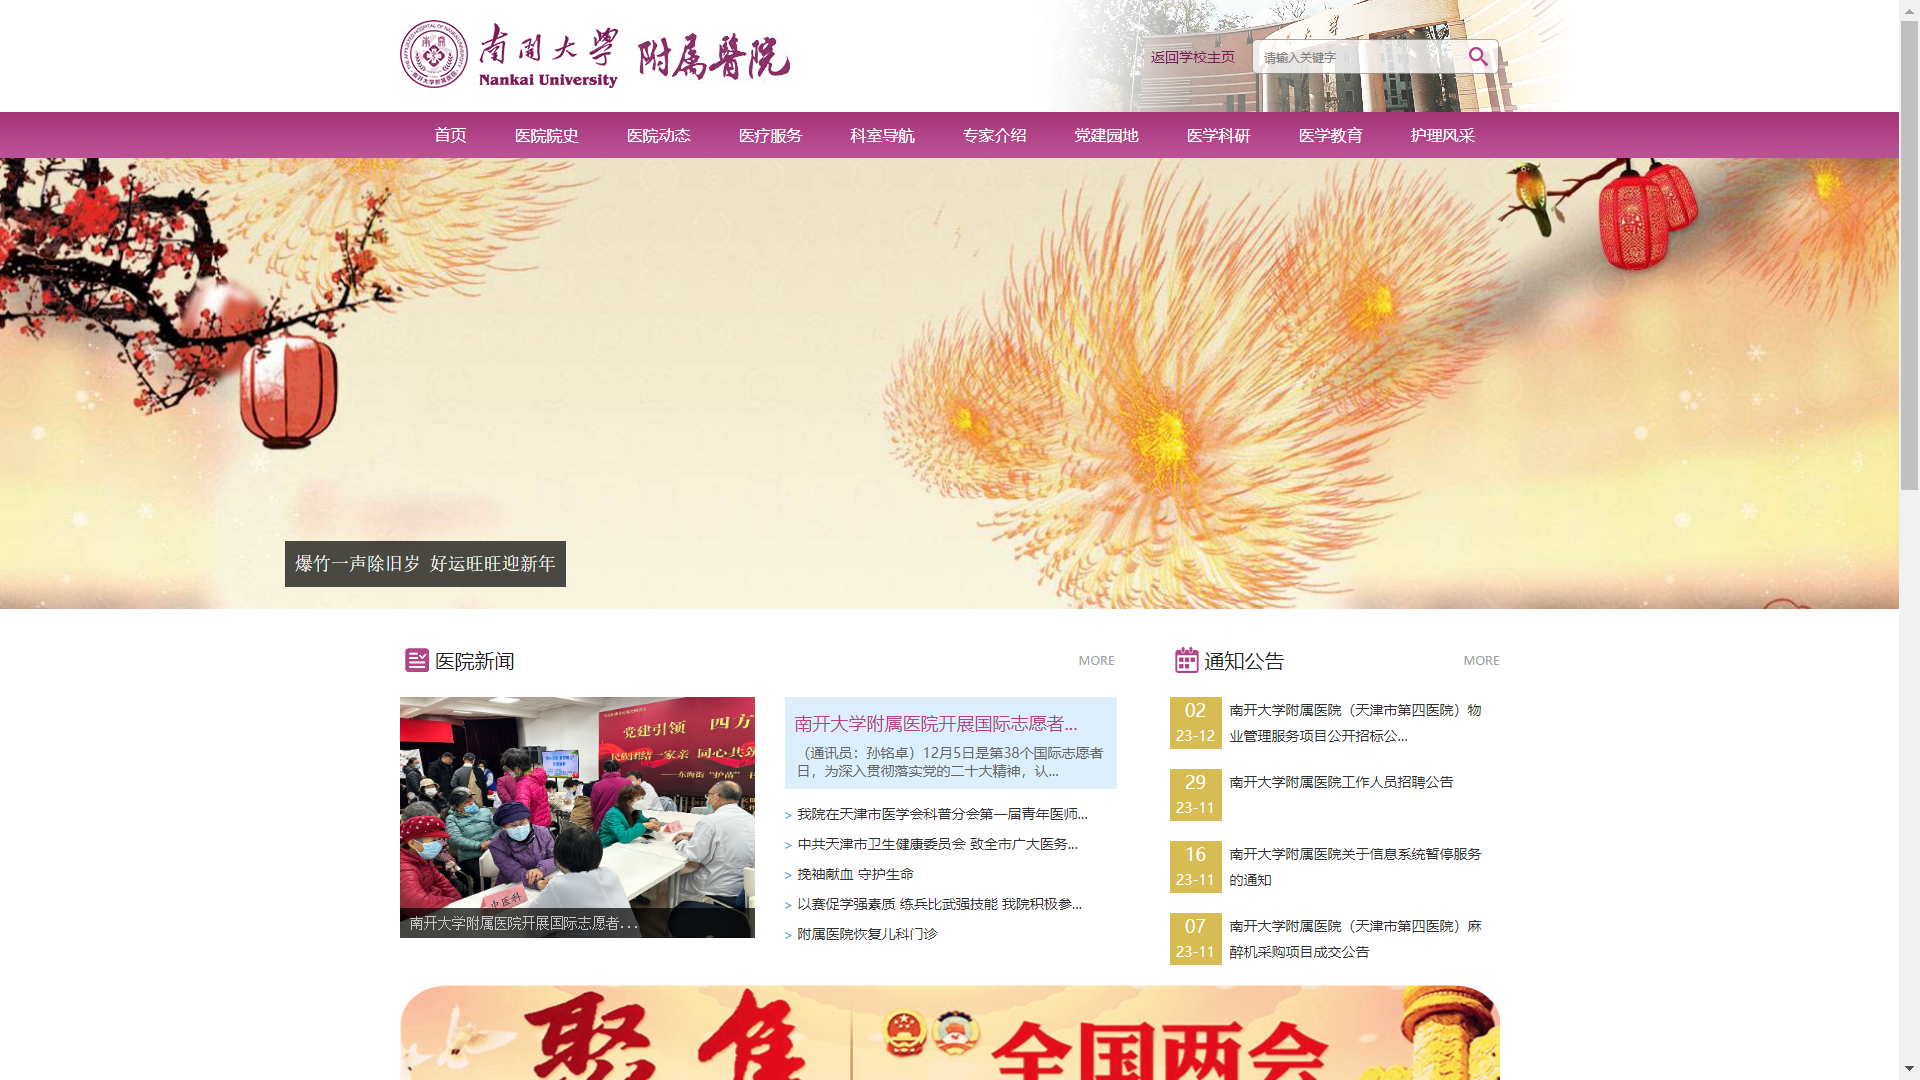 南開大學 附属醫院
Nankai University
返回学校主页
请输入关键字
首页
医院院史
医院动态
医疗服务
科室导航
专家介绍
党建园地
医学科研
医学教育
护理风采
爆竹一声除旧岁 好运旺旺迎新年
医院新闻
MORE
党建引领 四方
民族团结一家亲 同心共筑
中医科
南开大学附属医院开展国际志愿者...
南开大学附属医院开展国际志愿者...
（通讯员：孙铭卓）12月5日是第38个国际志愿者
日，为深入贯彻落实党的二十大精神，认...
> 我院在天津市医学会科普分会第一届青年医师...
> 中共天津市卫生健康委员会 致全市广大医务...
> 挽袖献血 守护生命
> 以赛促学强素质 练兵比武强技能 我院积极参...
> 附属医院恢复儿科门诊
通知公告
MORE
02
23-12
南开大学附属医院（天津市第四医院）物
业管理服务项目公开招标公...
29
23-11
南开大学附属医院工作人员招聘公告
16
23-11
南开大学附属医院关于信息系统暂停服务
的通知
07
23-11
南开大学附属医院（天津市第四医院）麻
醉机采购项目成交公告
聚焦
全国两会